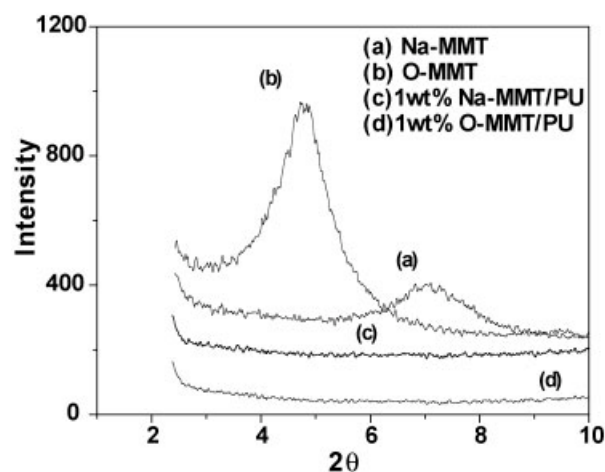 1200
(a) Na-MMT
(b) O-MMT
(c)1wt% Na-MMT/PU
(d)1wt% O-MMT/PU
(b)
800
Intensity
(a)
400
(c)
(d)
0
2 4 6 8 10
2θ